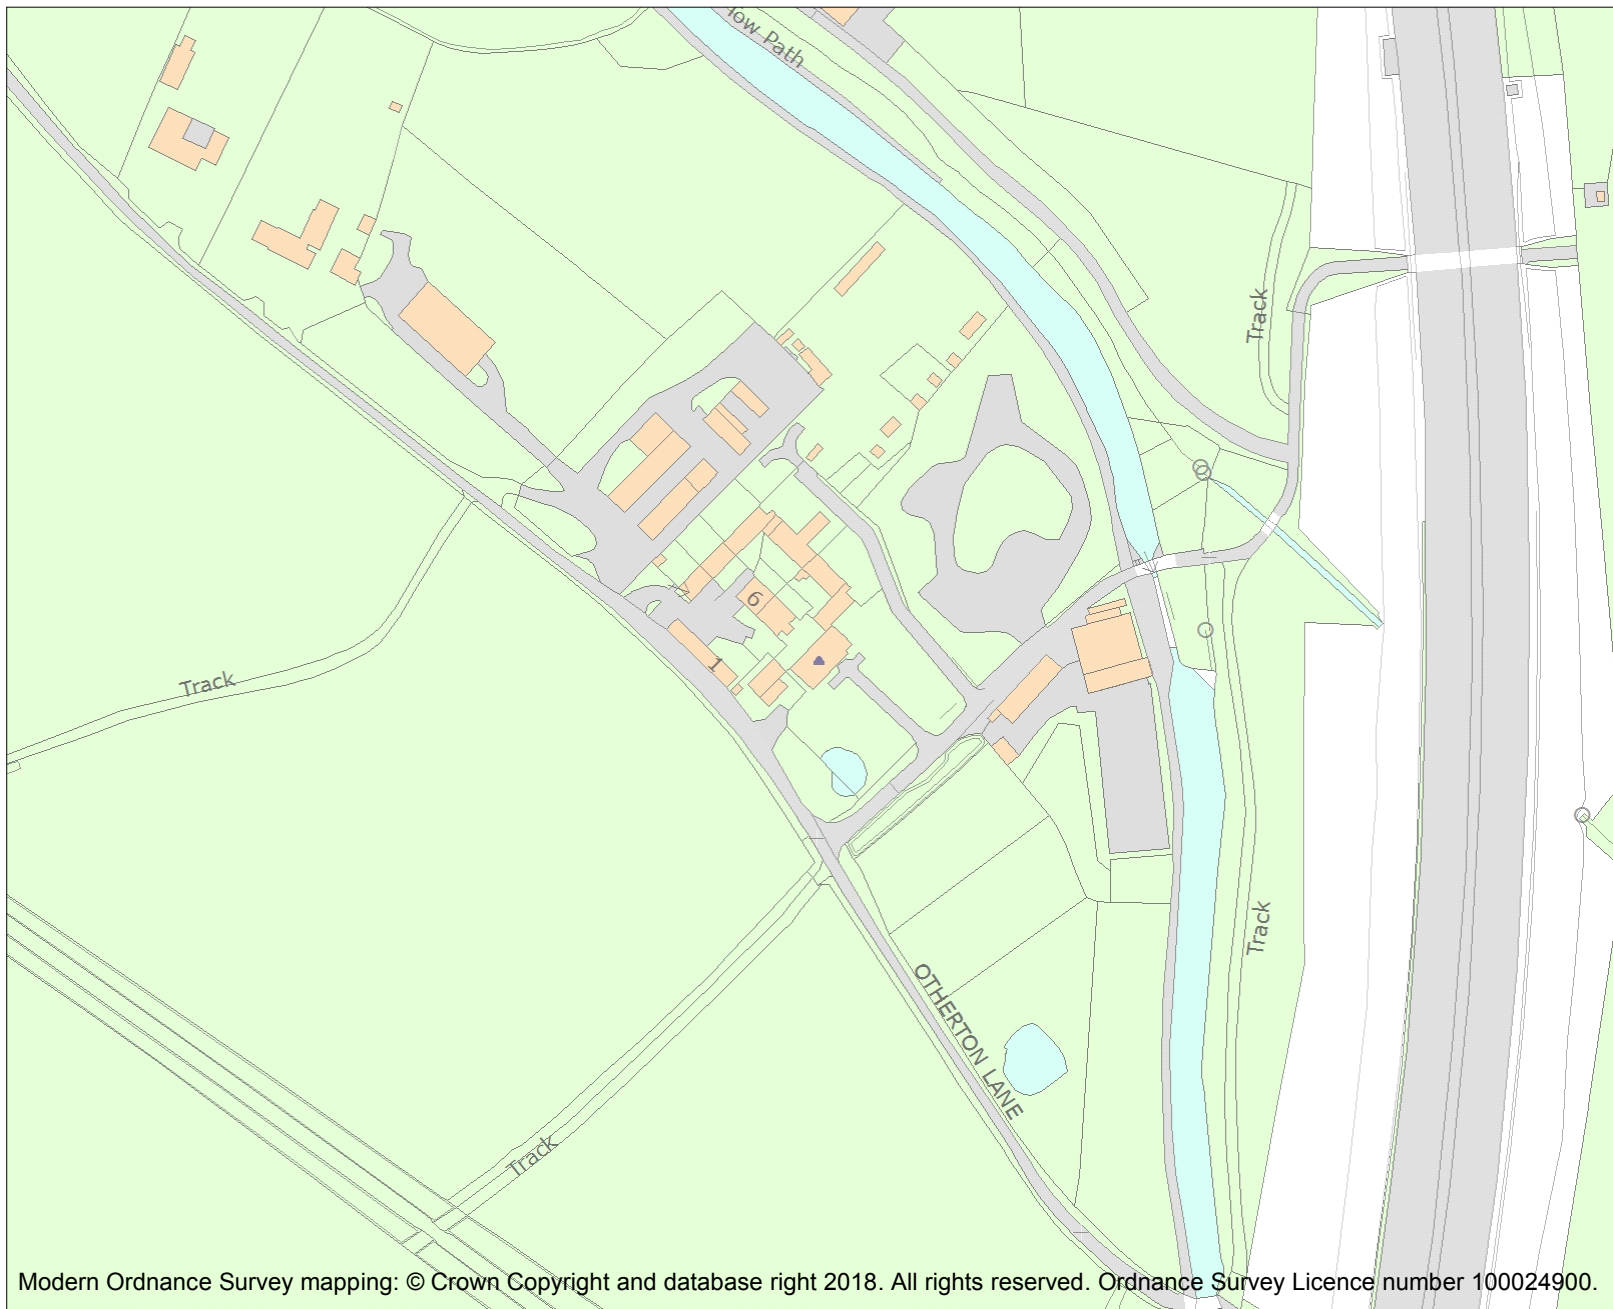 Path
Track
6
1
Track
Track
OTHERTON LANE
Track
Modern Ordnance Survey mapping: © Crown Copyright and database right 2018. All rights reserved. Ordnance Survey Licence number 100024900.